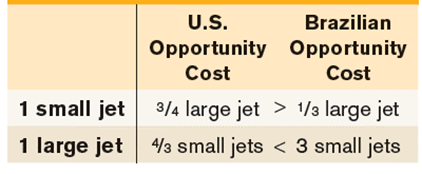 U.S. Opportunity Cost Brazilian Opportunity Cost
1 small jet 3/4 large jet > 1/3 large jet
1 large jet 4/3 small jets < 3 small jets